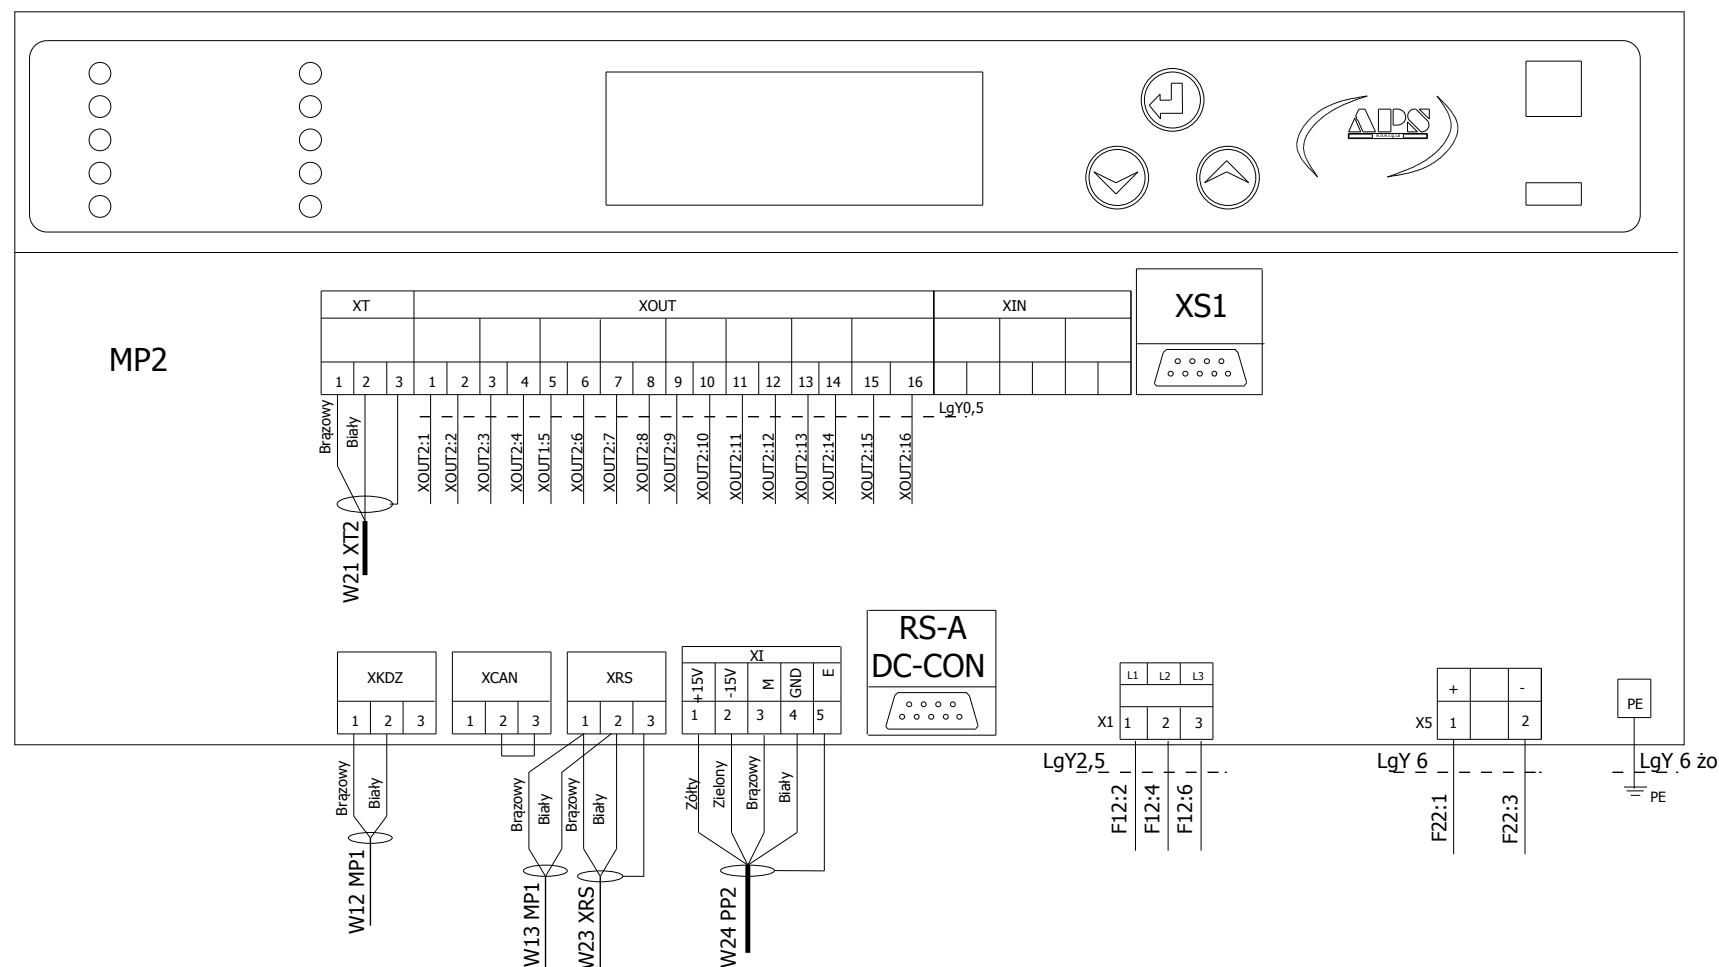 APS
XT XOUT XIN
XS1
MP2
1 2 3 1 2 3 4 5 6 7 8 9 10 11 12 13 14 15 16
LgY0,5
Brązowy
Biały
XOUT2:1
XOUT2:2
XOUT2:3
XOUT2:4
XOUT1:5
XOUT2:6
XOUT2:7
XOUT2:8
XOUT2:9
XOUT2:10
XOUT2:11
XOUT2:12
XOUT2:13
XOUT2:14
XOUT2:15
XOUT2:16
W21 XT2
XKDZ
1 2 3
XCAN
1 2 3
XRS
1 2 3
XI
+15V -15V M GND E
1 2 3 4 5
RS-A
DC-CON
L1 L2 L3
X1 1 2 3
+ -
X5 1 2
PE
Brązowy
Biały
W12 MP1
Brązowy
Biały
Brązowy
Biały
W13 MP1
W23 XRS
Żółty
Zielony
Brązowy
Biały
W24 PP2
LgY2,5
F12:2
F12:4
F12:6
LgY 6
F22:1
F22:3
LgY 6 żo
PE